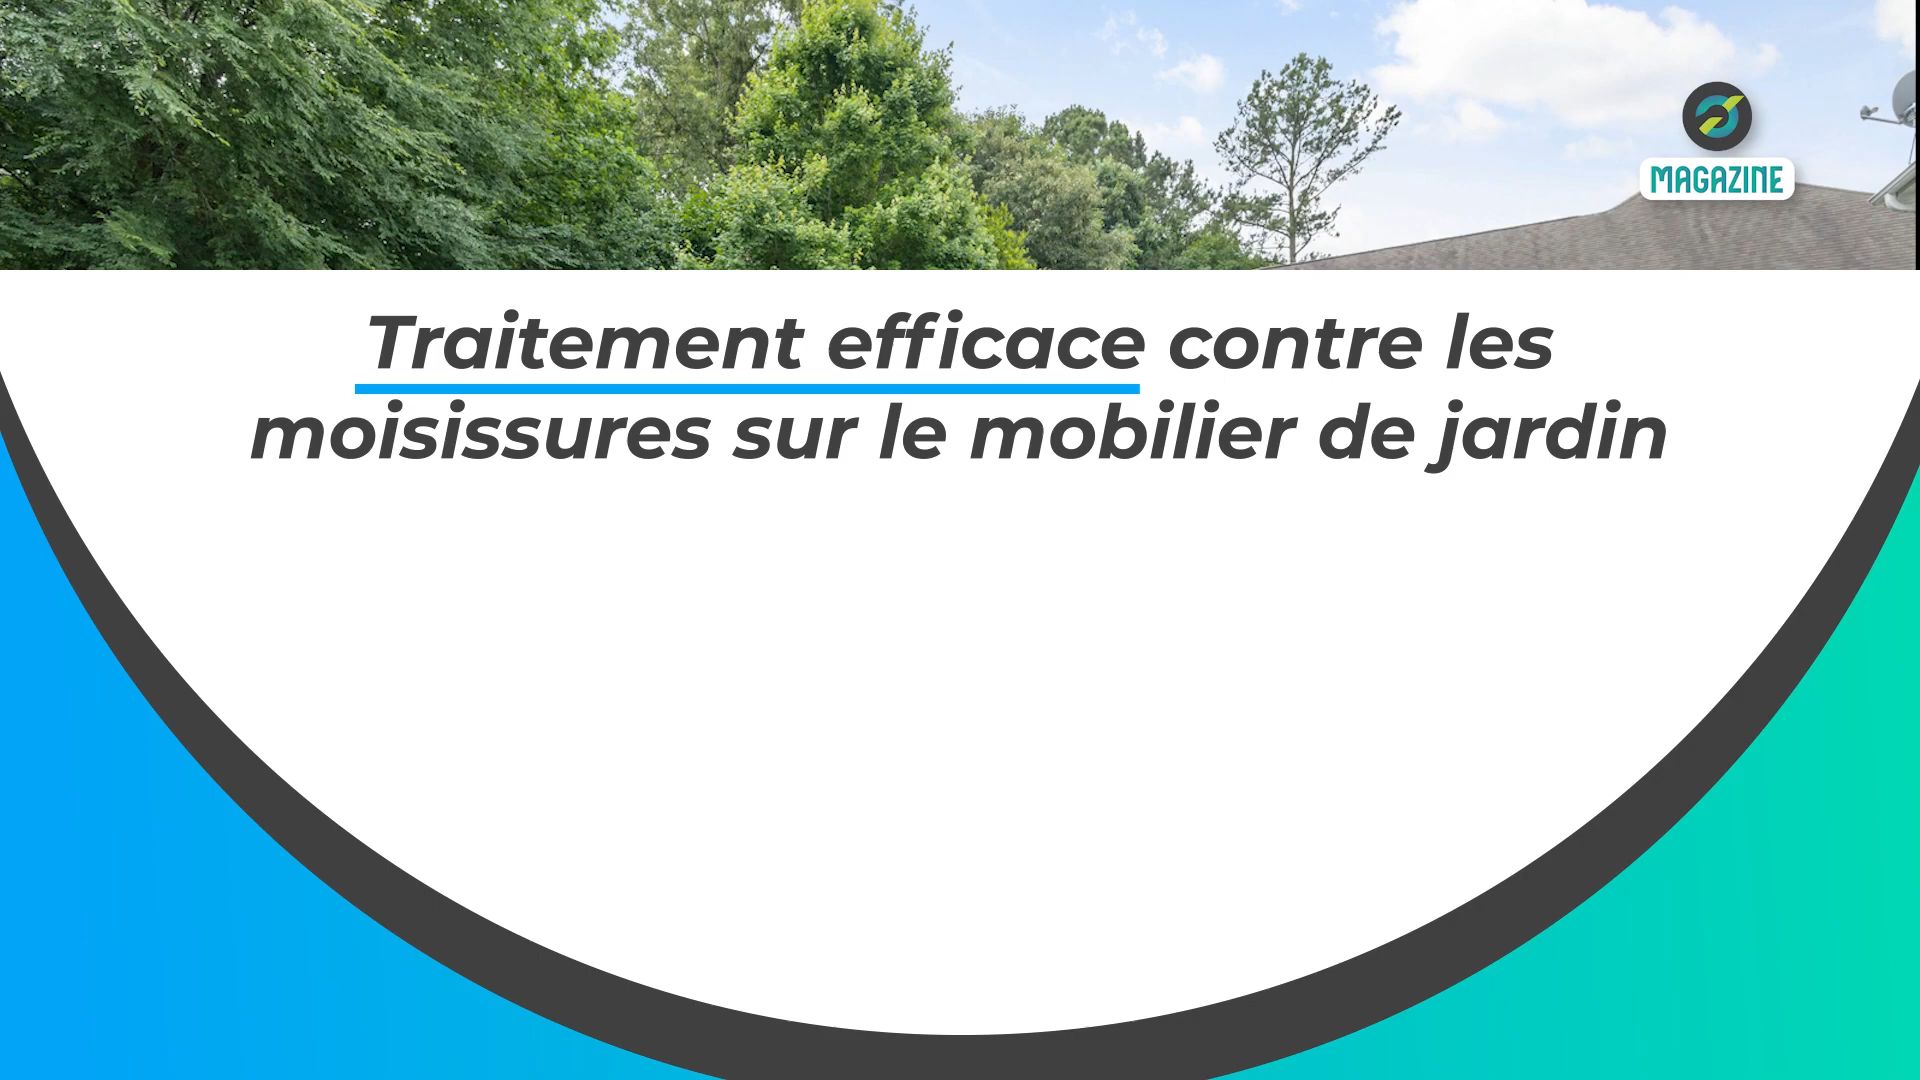 MAGAZINE
Traitement efficace contre les
moisissures sur le mobilier de jardin